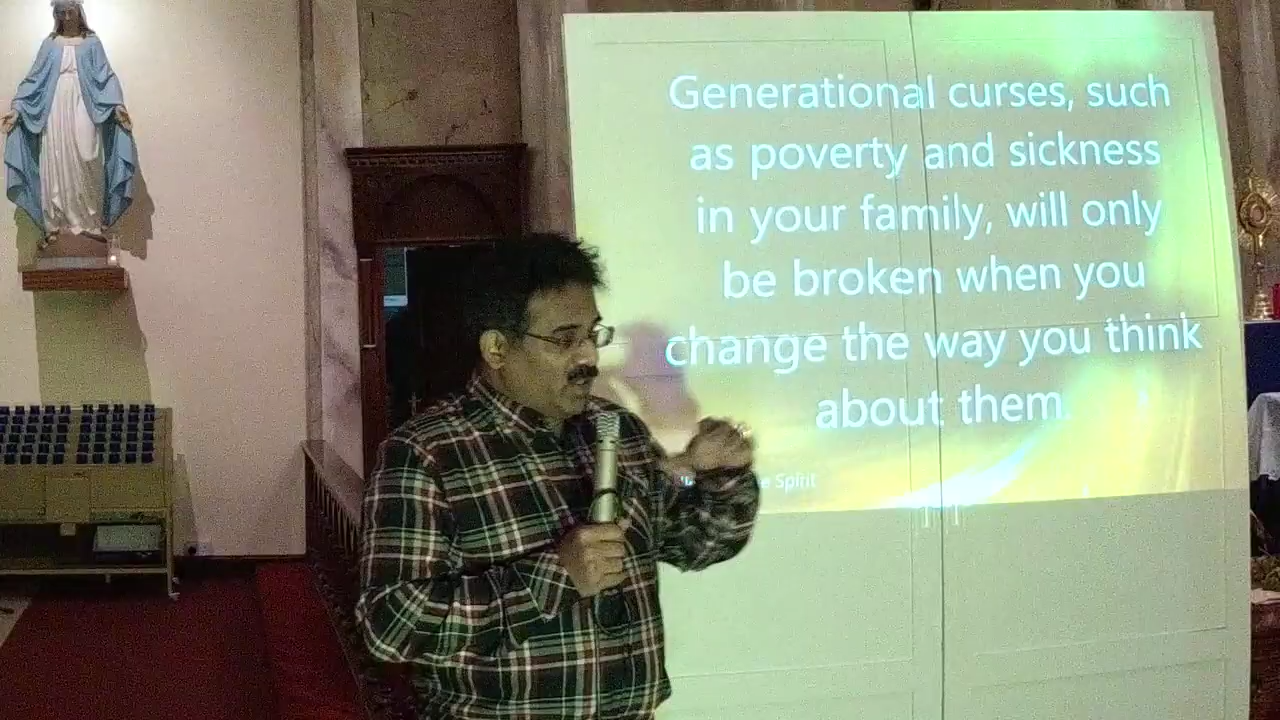 Generational curses, such
as poverty and sickness
in your family, will only
be broken when you
change the way you think
about them.
Spirit